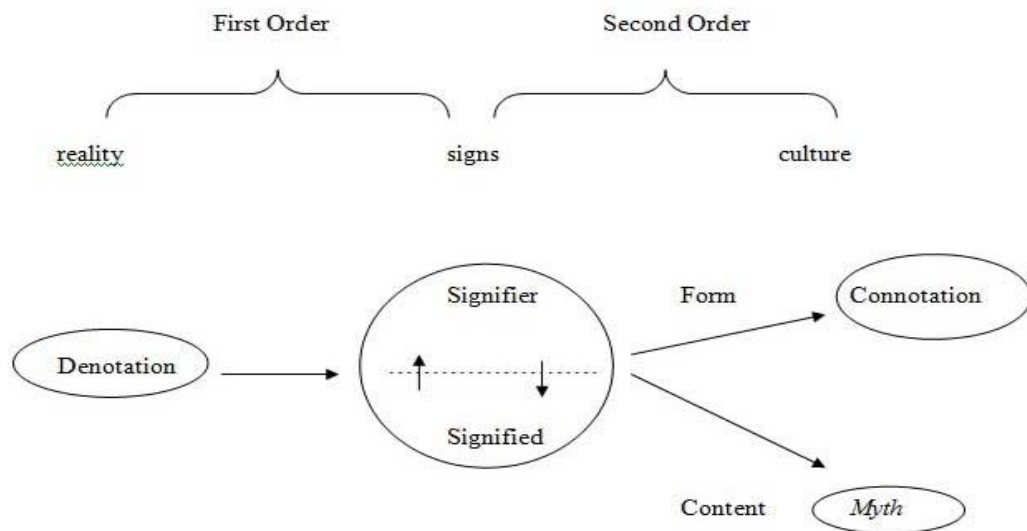 First Order Second Order
reality signs culture
Signifier Form Connotation
Denotation
Signified
Content Myth